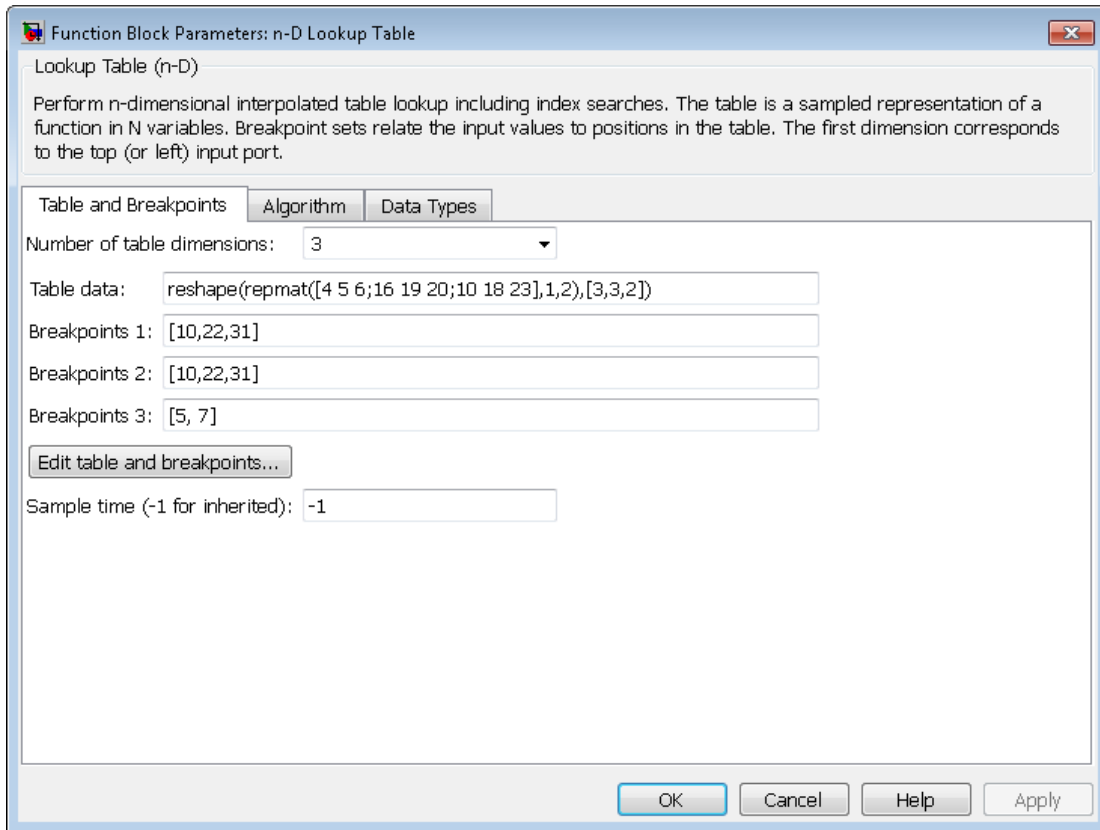 Function Block Parameters: n-D Lookup Table
Lookup Table (n-D)
Perform n-dimensional interpolated table lookup including index searches. The table is a sampled representation of a
function in N variables. Breakpoint sets relate the input values to positions in the table. The first dimension corresponds
to the top (or left) input port.
Table and Breakpoints Algorithm Data Types
Number of table dimensions: 3
Table data: reshape(repmat([4 5 6;16 19 20;10 18 23],1,2),[3,3,2])
Breakpoints 1: [10,22,31]
Breakpoints 2: [10,22,31]
Breakpoints 3: [5, 7]
Edit table and breakpoints...
Sample time (-1 for inherited): -1
OK Cancel Help Apply